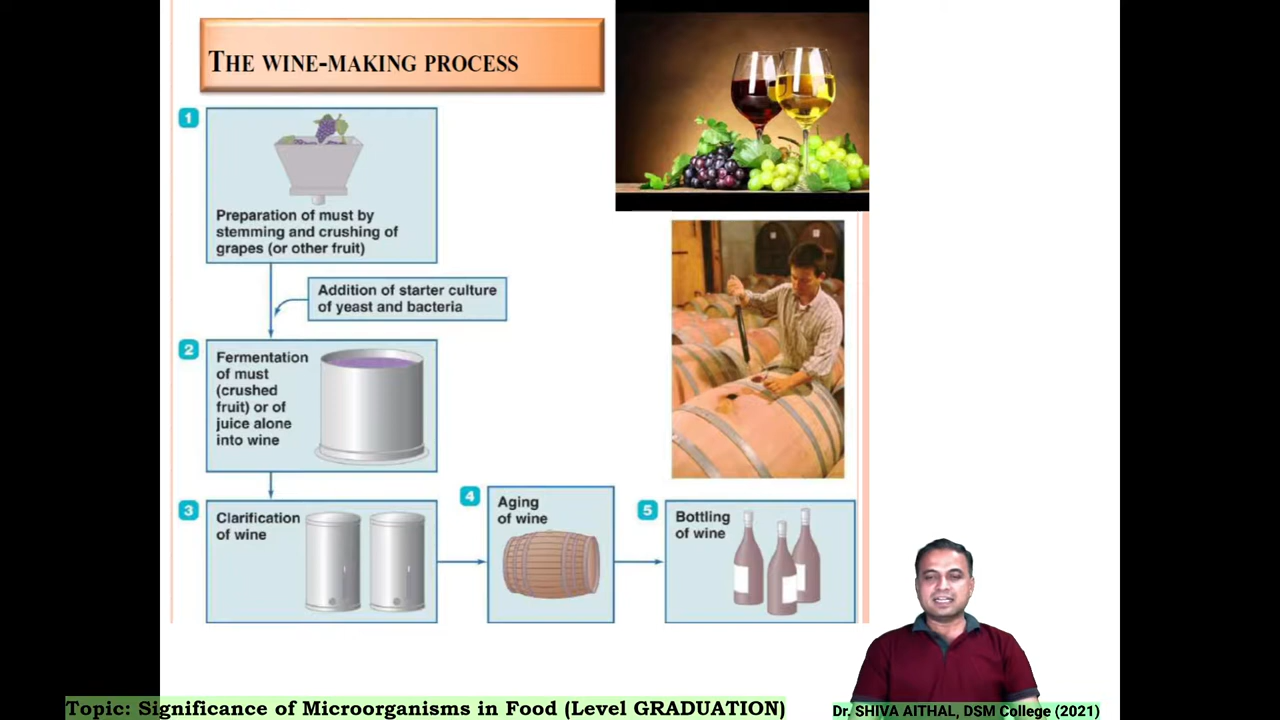 THE WINE-MAKING PROCESS
1
Preparation of must by
stemming and crushing of
grapes (or other fruit)
Addition of starter culture
of yeast and bacteria
2
Fermentation
of must
(crushed
fruit) or of
juice alone
into wine
3
Clarification
of wine
4
Aging
of wine
5
Bottling
of wine
Topic: Significance of Microorganisms in Food (Level GRADUATION)
Dr. SHIVA AITHAL, DSM College (2021)